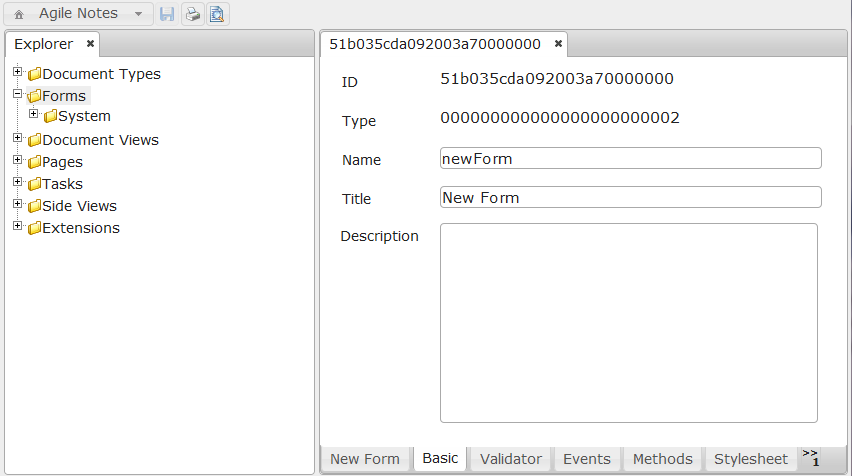 Agile Notes
Explorer
Document Types
Forms
System
Document Views
Pages
Tasks
Side Views
Extensions
51b035cda092003a70000000
ID 51b035cda092003a70000000
Type 000000000000000000000002
Name newForm
Title New Form
Description
New Form Basic Validator Events Methods Stylesheet >>1